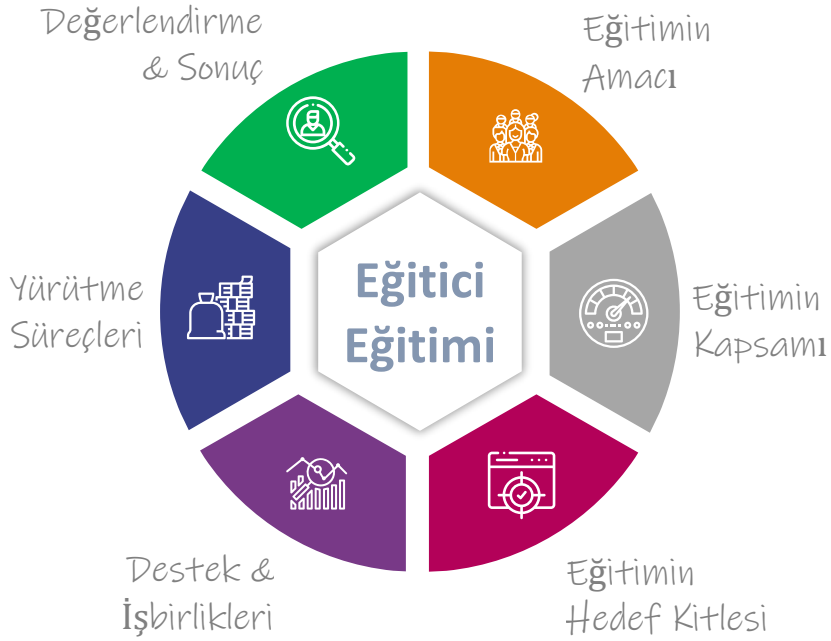 Değerlendirme
& Sonuç
Eğitimin
Amacı
Yürütme
Süreçleri
Eğitici
Eğitimi
Eğitimin
Kapsamı
Destek &
İşbirlikleri
Eğitimin
Hedef Kitlesi